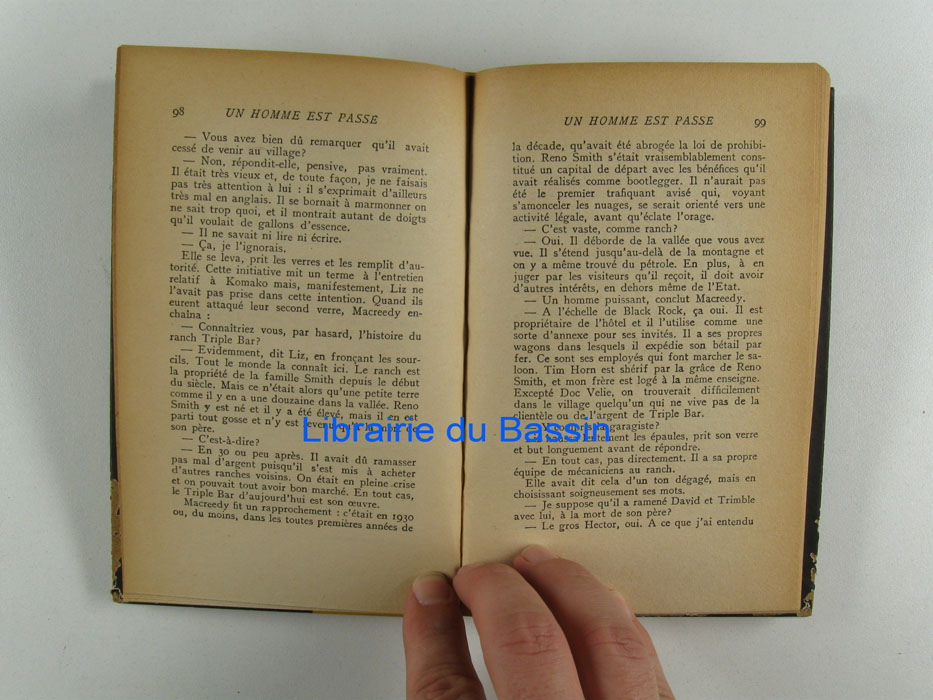 98 UN HOMME EST PASSE
— Vous avez bien dû remarquer qu'il avait
cessé de venir au village?
— Non, répondit-elle, pensive, pas vraiment.
Il était très vieux et, de toute façon, je ne faisais
pas très attention à lui : il s'exprimait d'ailleurs
très mal en anglais. Il se bornait à marmonner on
ne sait trop quoi, et il montrait autant de doigts
qu'il voulait de gallons d'essence.
— Il ne savait ni lire ni écrire.
— Ça, je l'ignorais.
Elle se leva, prit les verres et les remplit d'au-
torité. Cette initiative mit un terme à l'entretien
relatif à Komako mais, manifestement, Liz ne
l'avait pas prise dans cette intention. Quand ils
eurent attaqué leur second verre, Macreedy en-
chaîna :
— Connaîtriez vous, par hasard, l'histoire du
ranch Triple Bar?
— Evidemment, dit Liz, en fronçant les sour-
cils. Tout le monde la connaît ici. Le ranch est
la propriété de la famille Smith depuis le début
du siècle. Mais ce n'était alors qu'une petite terre
comme il y en a une douzaine dans la vallée. Reno
Smith y est né et il y a été élevé, mais il en est
parti tout gosse et n'y est revenu qu'à la mort de
son père.
— C'est-à-dire?
— En 30 ou peu après. Il avait dû ramasser
pas mal d'argent puisqu'il s'est mis à acheter
d'autres ranches voisins. On était en pleine crise
et on pouvait tout avoir bon marché. En tout cas,
le Triple Bar d'aujourd'hui est son œuvre.
Macreedy fit un rapprochement : c'était en 1930
ou, du moins, dans les toutes premières années de
UN HOMME EST PASSE 99
la décade, qu'avait été abrogée la loi de prohibi-
tion. Reno Smith s'était vraisemblablement cons-
titué un capital de départ avec les bénéfices qu'il
avait réalisés comme bootlegger. Il n'aurait pas
été le premier trafiquant avisé qui, voyant
s'amonceler les nuages, se serait orienté vers une
activité légale, avant qu'éclate l'orage.
— C'est vaste, comme ranch?
— Oui. Il déborde de la vallée que vous avez
vue. Il s'étend jusqu'au-delà de la montagne et
on y a même trouvé du pétrole. En plus, à en
juger par les visiteurs qu'il reçoit, il doit avoir
d'autres intérêts, en dehors même de l'Etat.
— Un homme puissant, conclut Macreedy.
— A l'échelle de Black Rock, ça oui. Il est
propriétaire de l'hôtel et il l'utilise comme une
sorte d'annexe pour ses invités. Il a ses propres
wagons dans lesquels il expédie son bétail par
fer. Ce sont ses employés qui font marcher le sa-
loon. Tim Horn est shérif par la grâce de Reno
Smith, et mon frère est logé à la même enseigne.
Excepté Doc Velie, on trouverait difficilement
dans le village quelqu'un qui ne vive pas de la
clientèle ou de l'argent de Triple Bar.
— Y compris la garagiste?
Librairie du Bassin
lentement les épaules, prit son verre
et but longuement avant de répondre.
— En tout cas, pas directement. Il a sa propre
équipe de mécaniciens au ranch.
Elle avait dit cela d'un ton dégagé, mais en
choisissant soigneusement ses mots.
— Je suppose qu'il a ramené David et Trimble
avec lui, à la mort de son père?
— Le gros Hector, oui. A ce que j'ai entendu